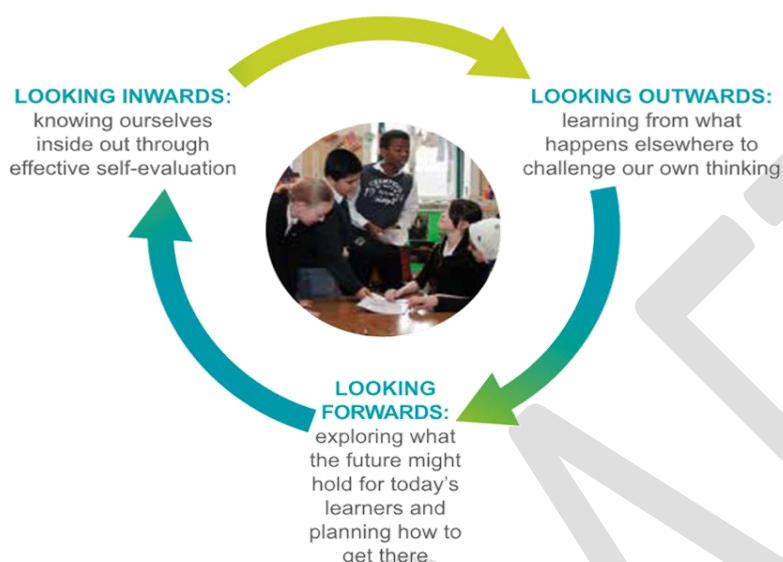 LOOKING INWARDS:
knowing ourselves
inside out through
effective self-evaluation
LOOKING OUTWARDS:
learning from what
happens elsewhere to
challenge our own thinking
LOOKING
FORWARDS:
exploring what
the future might
hold for today's
learners and
planning how to
get there